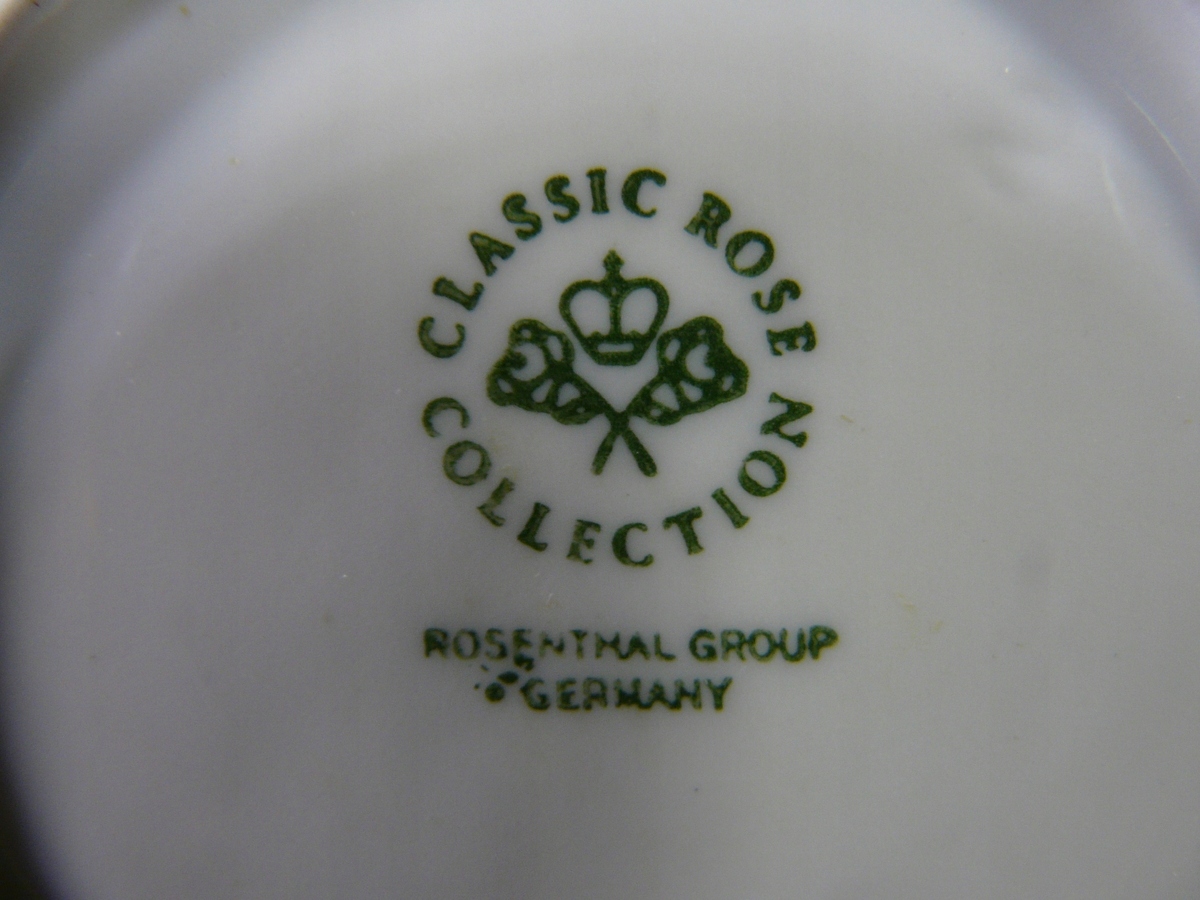 CLASSIC ROSE
COLLECTION
ROSENTHAL GROUP
GERMANY